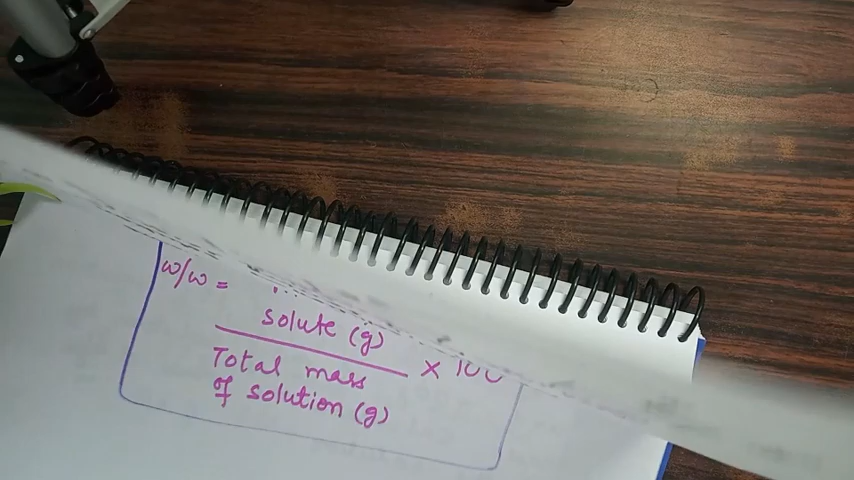 w/w =
solute (g)
Total mass × 100
of solution (g)